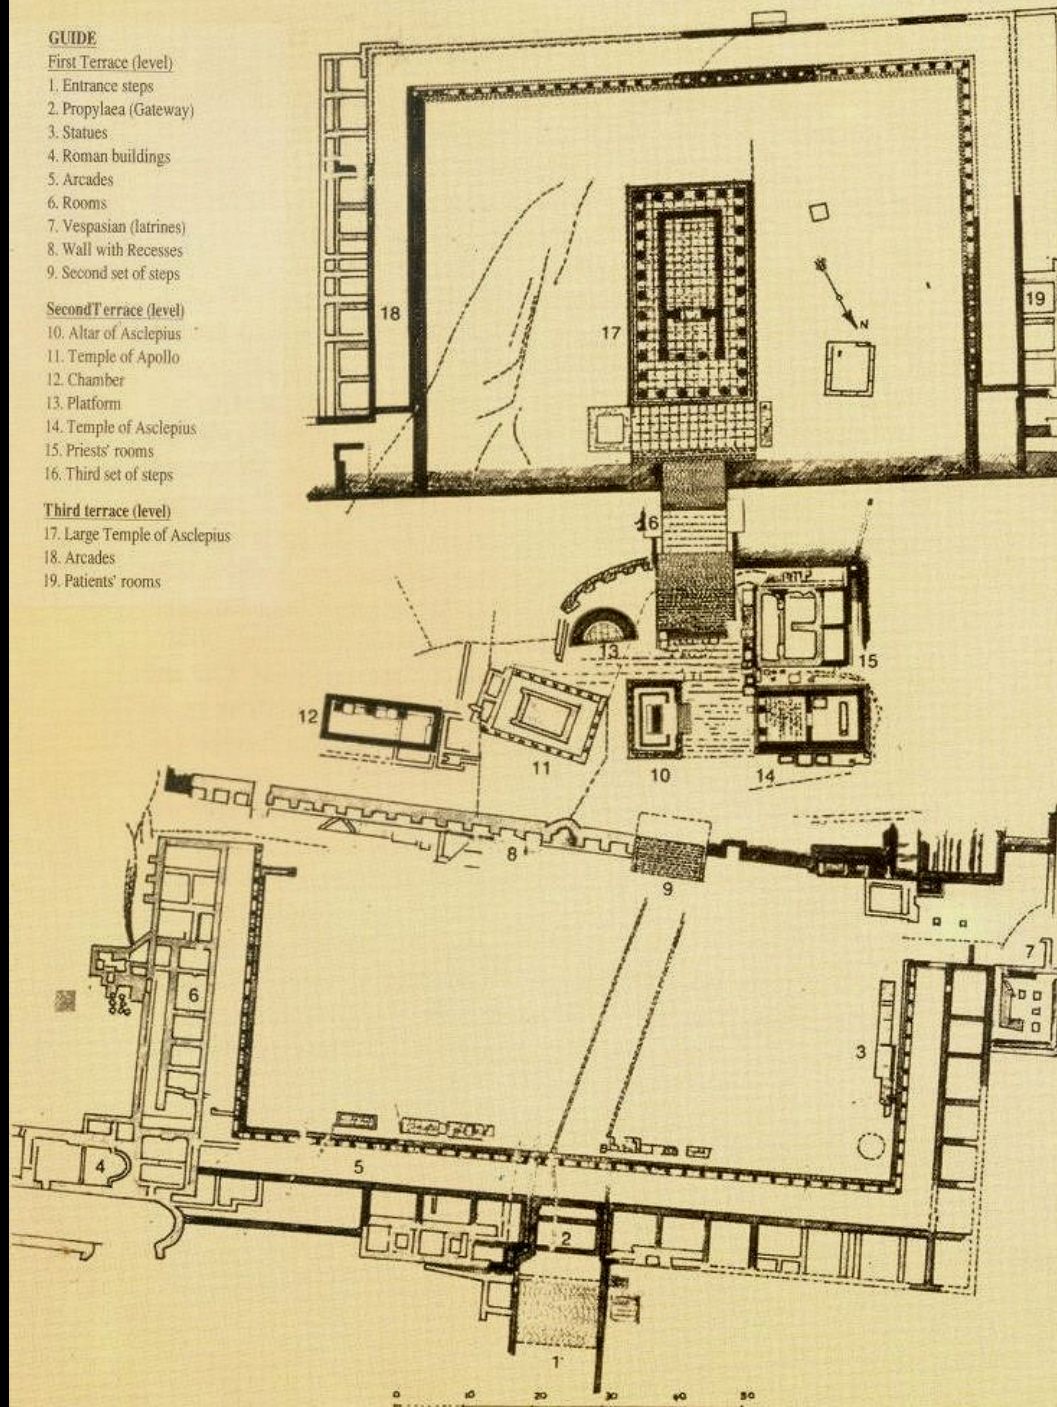 GUIDE
First Terrace (level)
1. Entrance steps
2. Propylaea (Gateway)
3. Statues
4. Roman buildings
5. Arcades
6. Rooms
7. Vespasian (latrines)
8. Wall with Recesses
9. Second set of steps
SecondTerrace (level)
10. Altar of Asclepius
11. Temple of Apollo
12. Chamber
13. Platform
14. Temple of Asclepius
15. Priests' rooms
16. Third set of steps
Third terrace (level)
17. Large Temple of Asclepius
18. Arcades
19. Patients' rooms
19
18
17
N
16
13
15
12
11
10
14
8
9
7
6
3
4
5
2
1
0 10 20 30 40 50